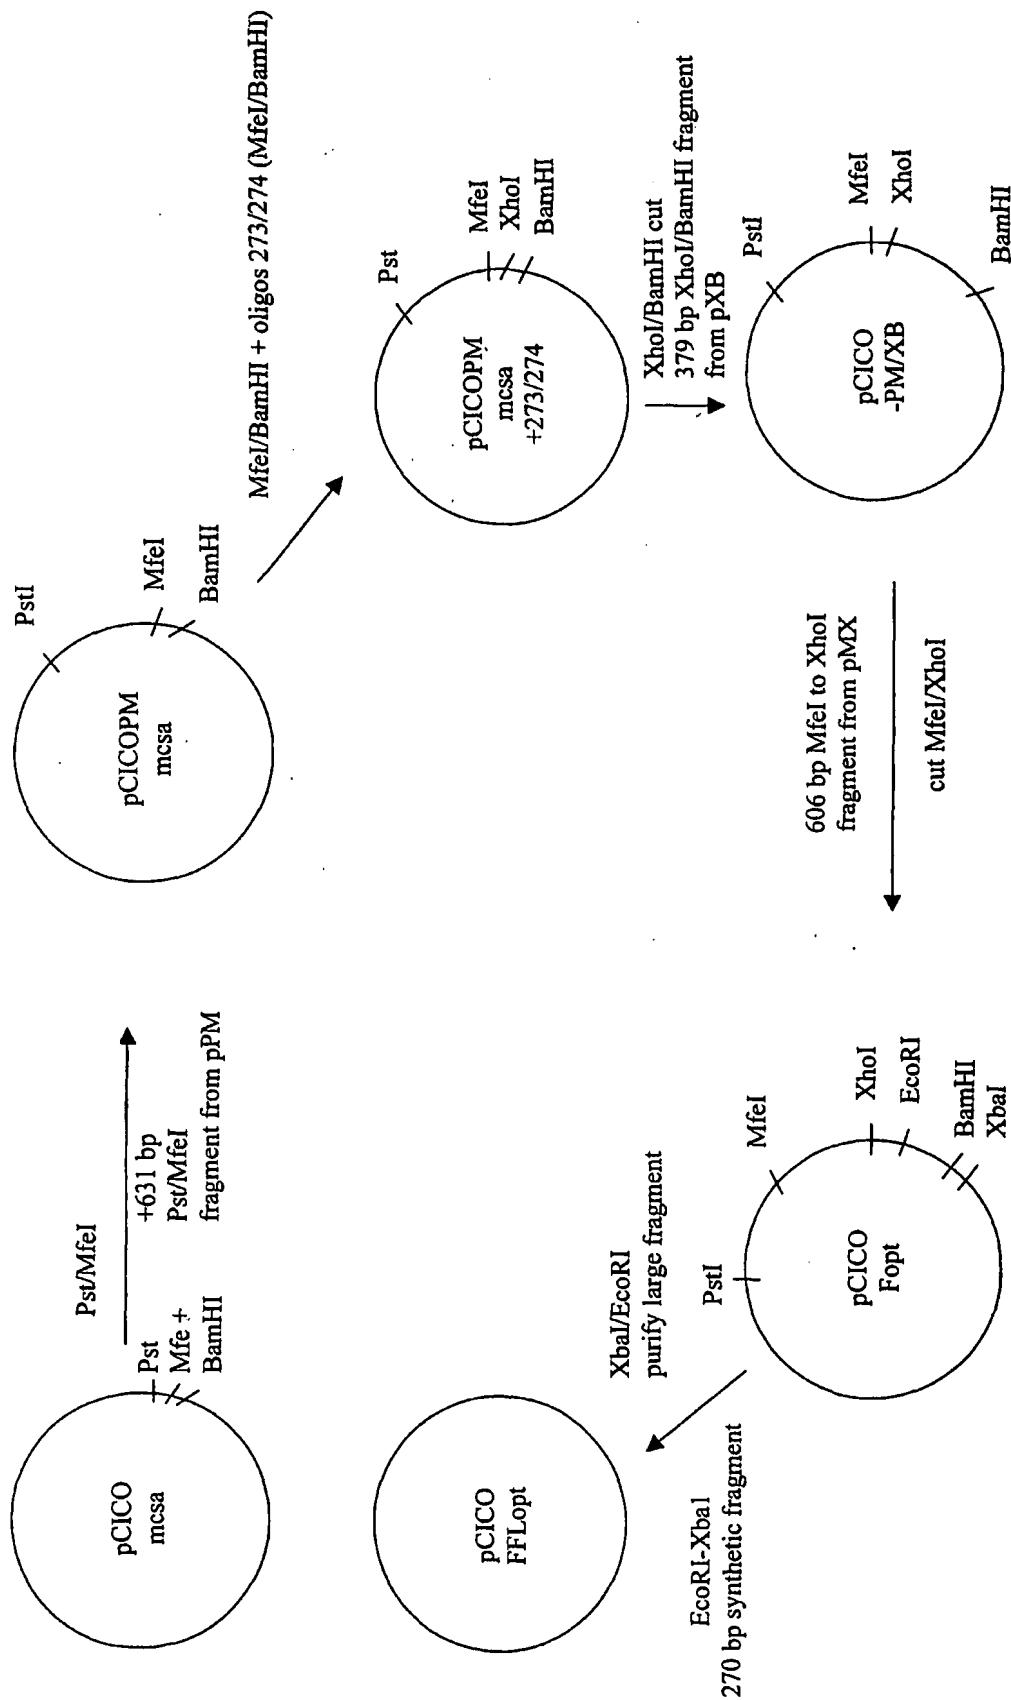 pCICO
mcsa
Pst
Mfe +
BamHI
Pst/MfeI
+631 bp
Pst/MfeI
fragment from pPM
pCICOPM
mcsa
PstI
MfeI
BamHI
MfeI/BamHI + oligos 273/274 (MfeI/BamHI)
pCICOPM
mcsa
+273/274
Pst
MfeI
XhoI
BamHI
XhoI/BamHI cut
379 bp XhoI/BamHI fragment
from pXB
pCICO
-PM/XB
PstI
MfeI
XhoI
BamHI
606 bp MfeI to XhoI
fragment from pMX
cut MfeI/XhoI
pCICO
Fopt
PstI
MfeI
XhoI
EcoRI
BamHI
XbaI
XbaI/EcoRI
purify large fragment
EcoRI-XbaI
270 bp synthetic fragment
pCICO
FFLopt